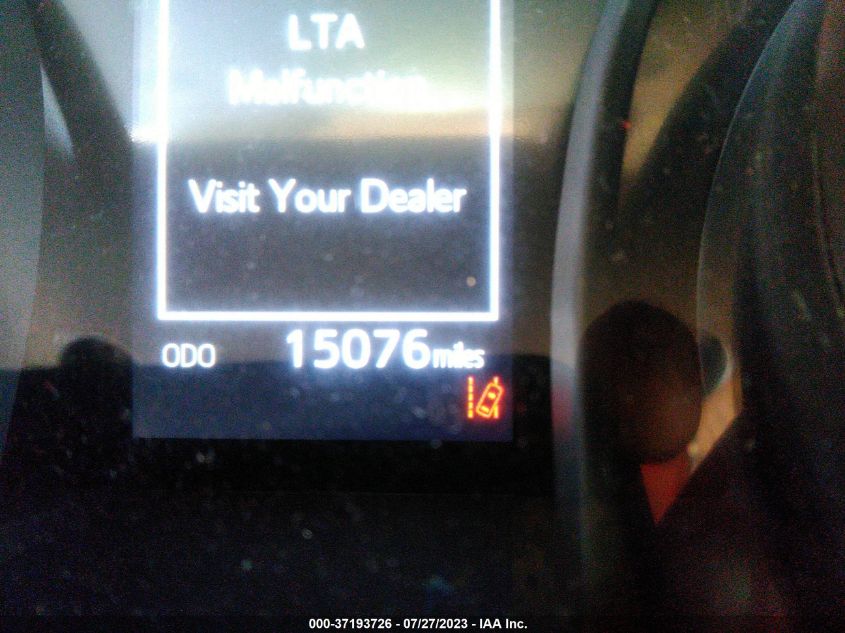 LTA
Malfunction
Visit Your Dealer
ODO 15076 miles
000-37193726 - 07/27/2023 - IAA Inc.